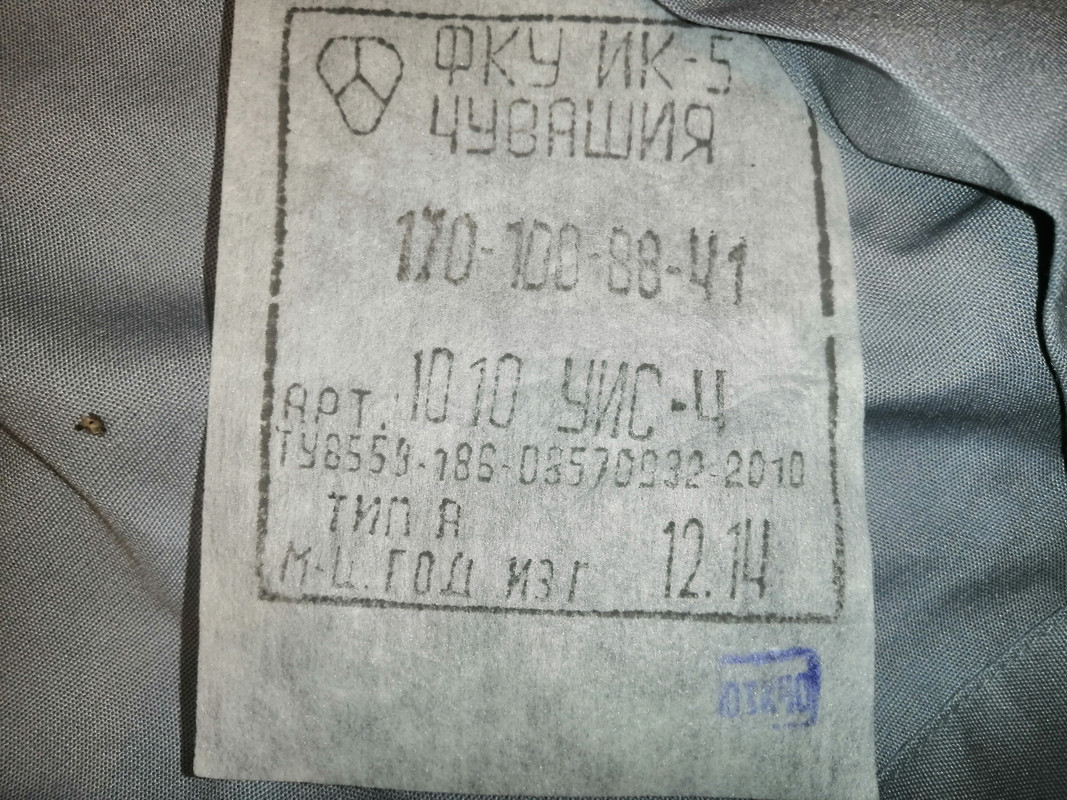 ФКУ ИК-5
ЧУВАШИЯ
170-100-88-41
АРТ. 1010 УИС-4
ТУ8559-186-08570932-2010
ТИП А
М-Ц. ГОД ИЗГ 12.14